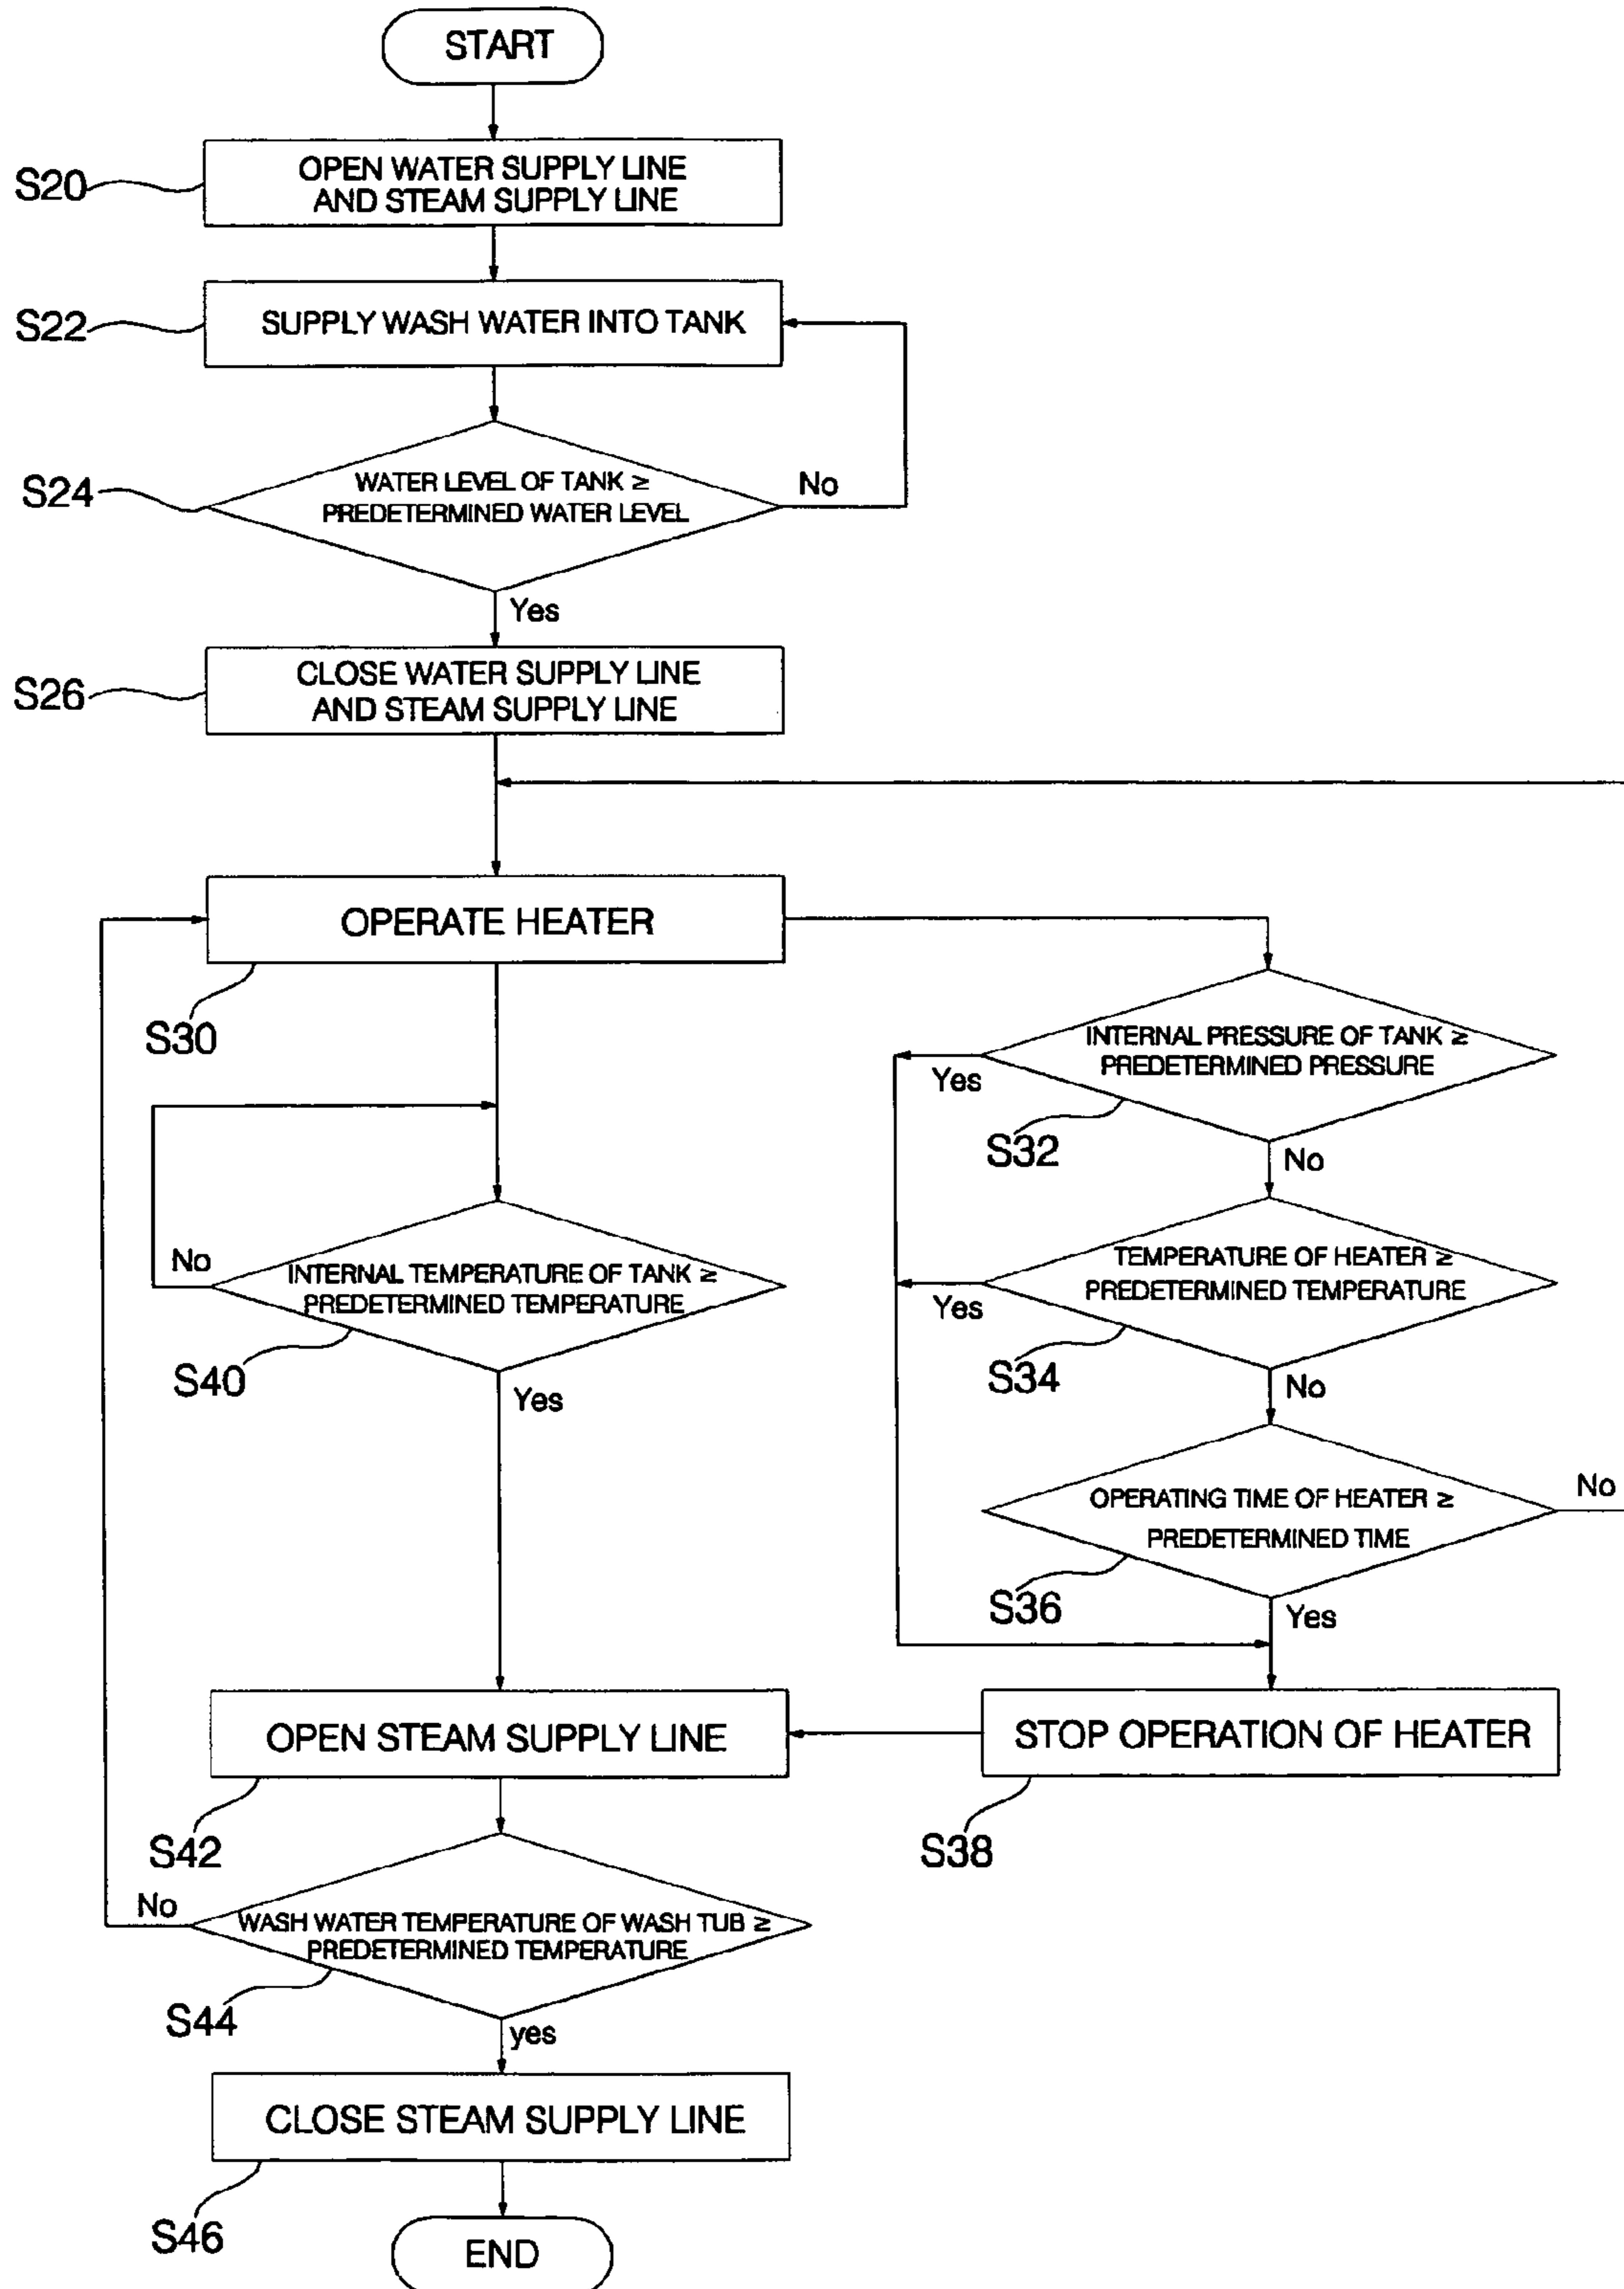 START
S20
OPEN WATER SUPPLY LINE
AND STEAM SUPPLY LINE
S22
SUPPLY WASH WATER INTO TANK
S24
WATER LEVEL OF TANK ≥
PREDETERMINED WATER LEVEL
No
Yes
S26
CLOSE WATER SUPPLY LINE
AND STEAM SUPPLY LINE
OPERATE HEATER
S30
INTERNAL PRESSURE OF TANK ≥
PREDETERMINED PRESSURE
Yes
S32
No
No
INTERNAL TEMPERATURE OF TANK ≥
PREDETERMINED TEMPERATURE
S40
Yes
TEMPERATURE OF HEATER ≥
PREDETERMINED TEMPERATURE
Yes
S34
No
OPERATING TIME OF HEATER ≥
PREDETERMINED TIME
No
S36
Yes
OPEN STEAM SUPPLY LINE
S42
STOP OPERATION OF HEATER
S38
No
WASH WATER TEMPERATURE OF WASH TUB ≥
PREDETERMINED TEMPERATURE
S44
yes
CLOSE STEAM SUPPLY LINE
S46
END